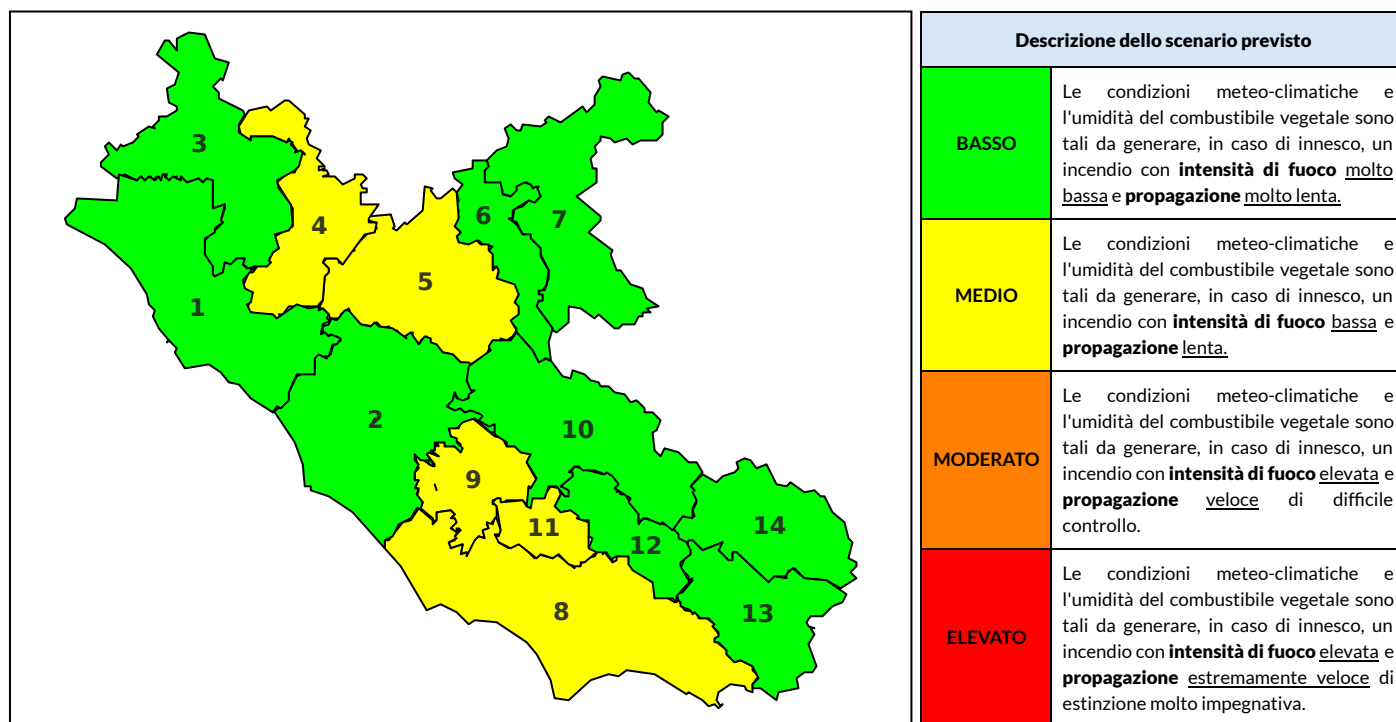 3
6
7
4
5
1
2
10
9
11
14
12
8
13
Descrizione dello scenario previsto
BASSO
Le condizioni meteo-climatiche e
l'umidità del combustibile vegetale sono
tali da generare, in caso di innesco, un
incendio con intensità di fuoco molto
bassa e propagazione molto lenta.
MEDIO
Le condizioni meteo-climatiche e
l'umidità del combustibile vegetale sono
tali da generare, in caso di innesco, un
incendio con intensità di fuoco bassa e
propagazione lenta.
MODERATO
Le condizioni meteo-climatiche e
l'umidità del combustibile vegetale sono
tali da generare, in caso di innesco, un
incendio con intensità di fuoco elevata e
propagazione veloce di difficile
controllo.
ELEVATO
Le condizioni meteo-climatiche e
l'umidità del combustibile vegetale sono
tali da generare, in caso di innesco, un
incendio con intensità di fuoco elevata e
propagazione estremamente veloce di
estinzione molto impegnativa.